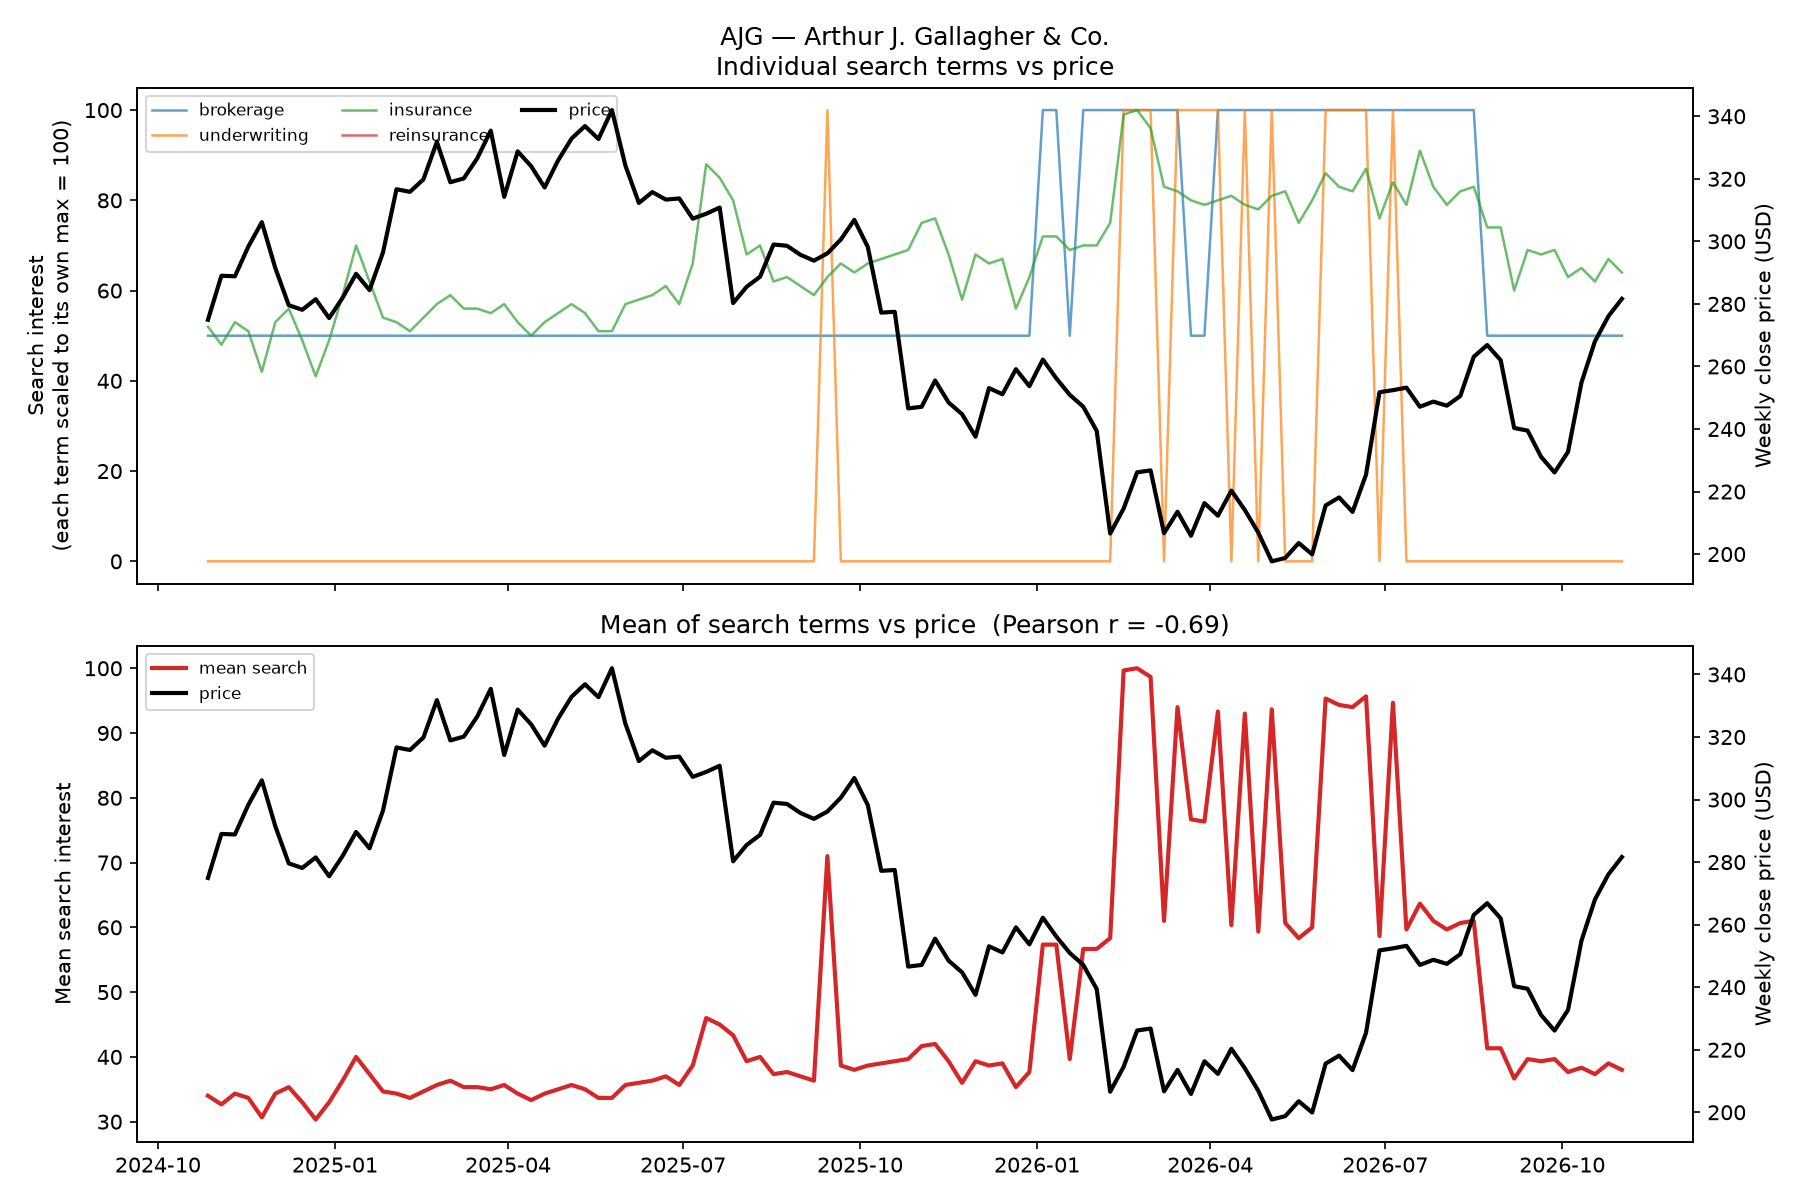 AJG — Arthur J. Gallagher & Co.
Individual search terms vs price
brokerage
underwriting
insurance
reinsurance
price
Search interest
(each term scaled to its own max = 100)
100
80
60
40
20
0
340
320
300
280
260
240
220
200
Weekly close price (USD)
Mean of search terms vs price (Pearson r = -0.69)
mean search
price
Mean search interest
100
90
80
70
60
50
40
30
340
320
300
280
260
240
220
200
Weekly close price (USD)
2024-10 2025-01 2025-04 2025-07 2025-10 2026-01 2026-04 2026-07 2026-10